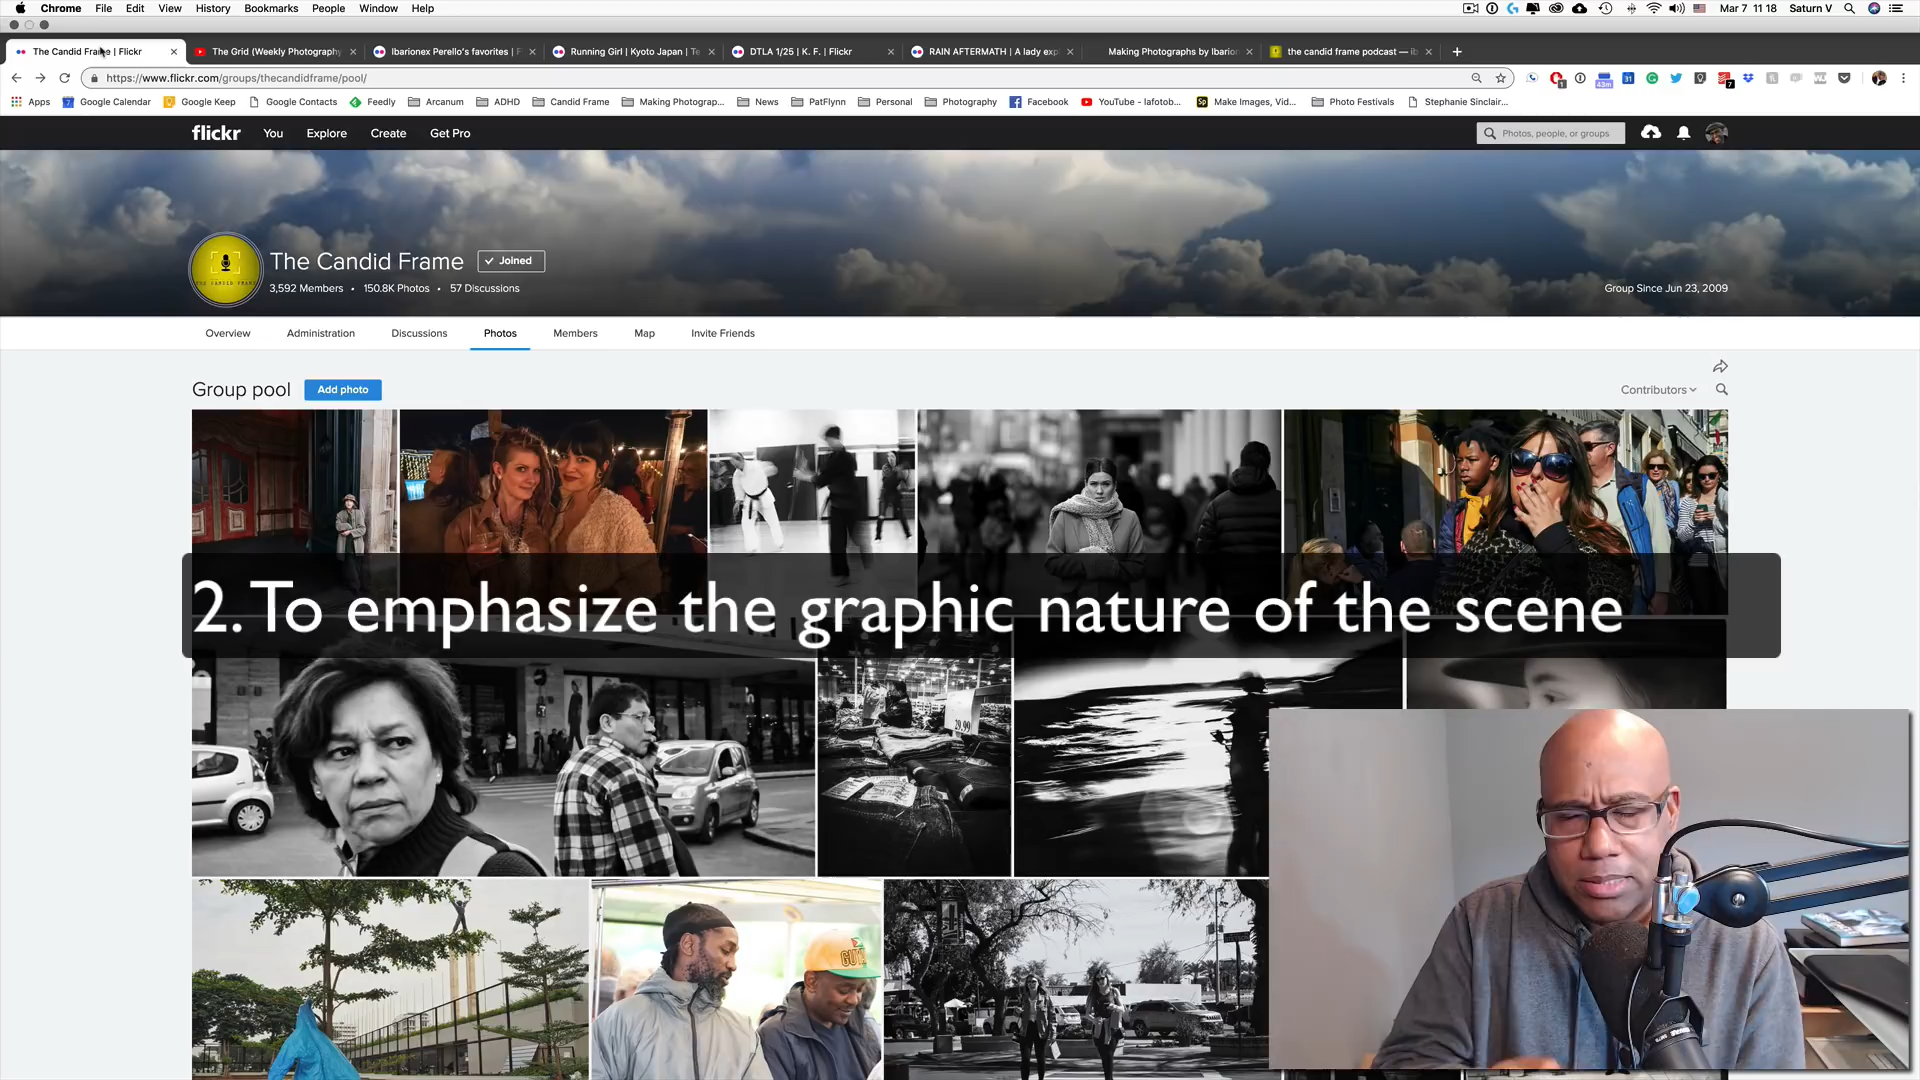 Chrome File Edit View History Bookmarks People Window Help
Mar 7 11 18 Saturn V
The Candid Frame | Flickr
The Grid (Weekly Photography
Ibarionex Perello's favorites | F
Running Girl | Kyoto Japan | Te
DTLA 1/25 | K. F. | Flickr
RAIN AFTERMATH | A lady exp
Making Photographs by Ibario
the candid frame podcast — ib
https://www.flickr.com/groups/thecandidframe/pool/
Apps Google Calendar Google Keep Google Contacts Feedly Arcanum ADHD Candid Frame Making Photograp... News PatFlynn Personal Photography Facebook YouTube - lafotob... Make Images, Vid... Photo Festivals Stephanie Sinclair...
flickr You Explore Create Get Pro
Photos, people, or groups
The Candid Frame Joined
3,592 Members • 150.8K Photos • 57 Discussions
Group Since Jun 23, 2009
Overview Administration Discussions Photos Members Map Invite Friends
Group pool Add photo
Contributors
2. To emphasize the graphic nature of the scene
29.99